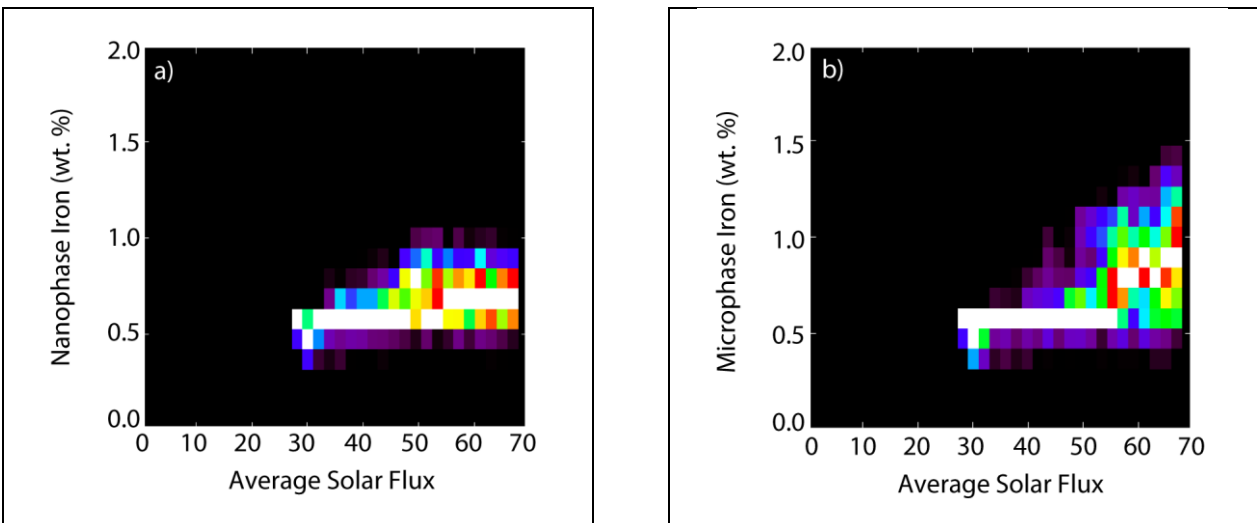 a)
Nanophase Iron (wt. %)
2.0
1.5
1.0
0.5
0.0
0 10 20 30 40 50 60 70
Average Solar Flux
b)
Microphase Iron (wt. %)
2.0
1.5
1.0
0.5
0.0
0 10 20 30 40 50 60 70
Average Solar Flux